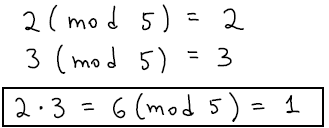 2 (mod 5) = 2
3 (mod 5) = 3
2 · 3 = 6 (mod 5) = 1